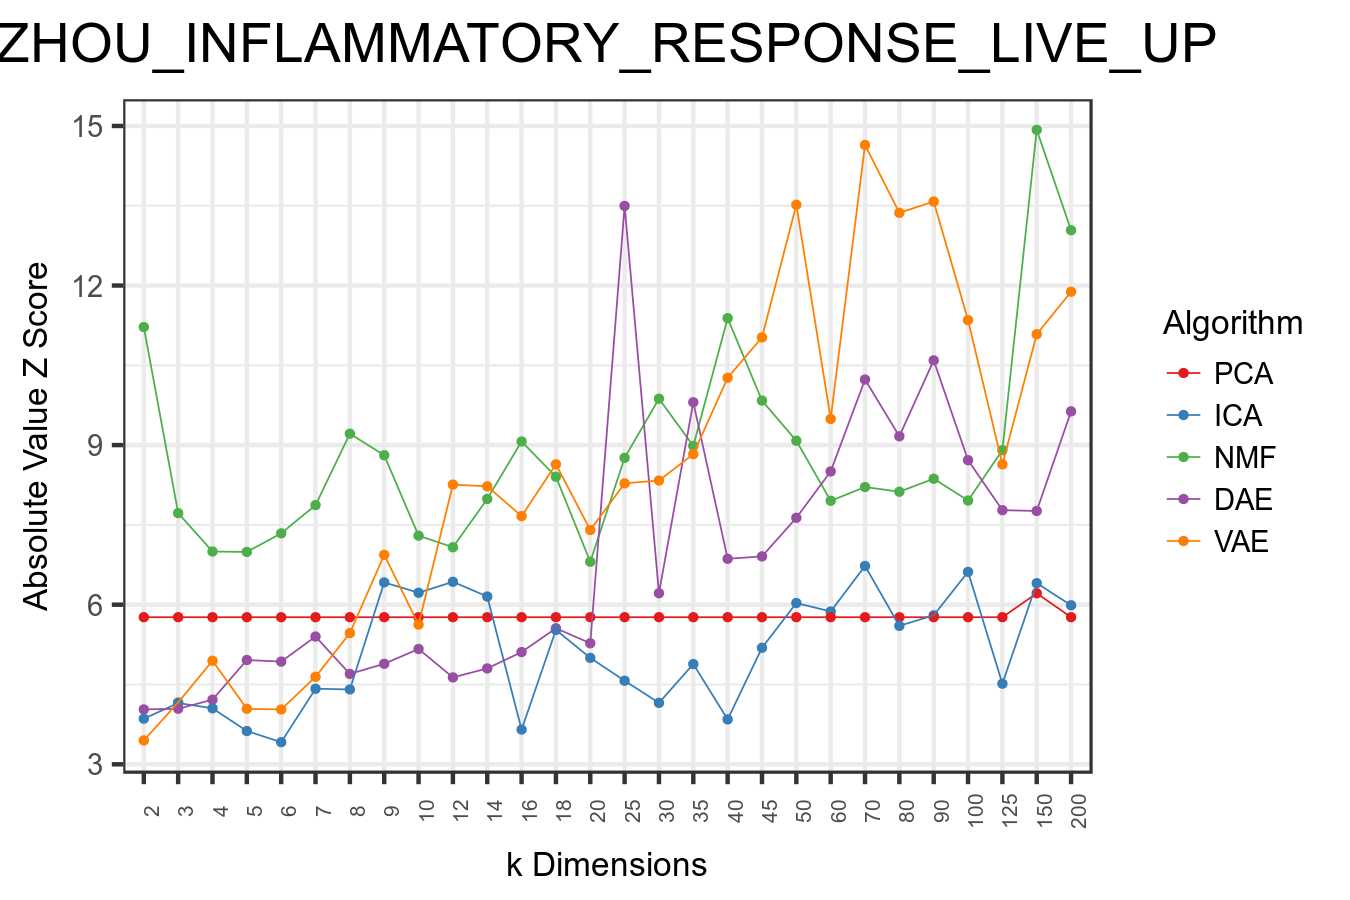 ZHOU_INFLAMMATORY_RESPONSE_LIVE_UP
Absolute Value Z Score
15
12
9
6
3
2 3 4 5 6 7 8 9 10 12 14 16 18 20 25 30 35 40 45 50 60 70 80 90 100 125 150 200
k Dimensions
Algorithm
PCA
ICA
NMF
DAE
VAE